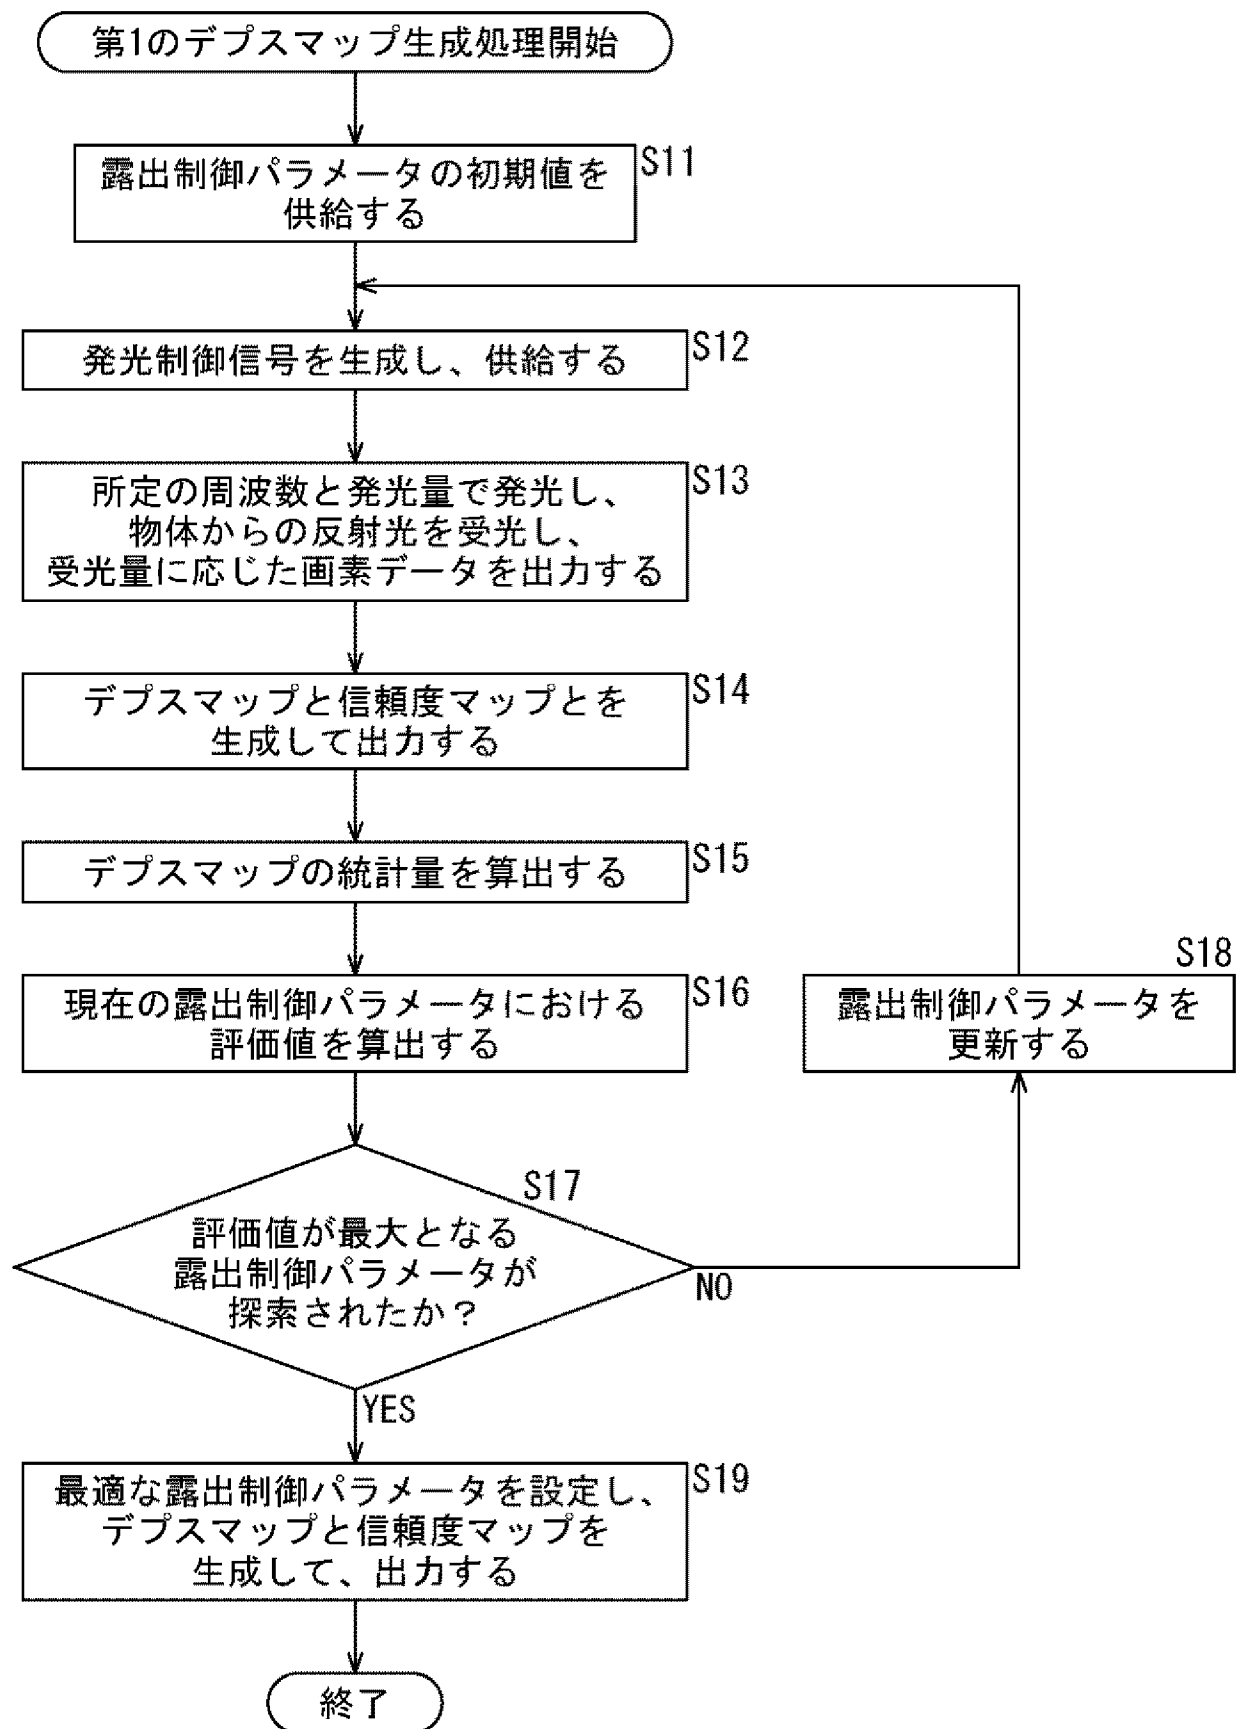 第1のデプスマップ生成処理開始
露出制御パラメータの初期値を
供給する
S11
発光制御信号を生成し、供給する
S12
所定の周波数と発光量で発光し、
物体からの反射光を受光し、
受光量に応じた画素データを出力する
S13
デプスマップと信頼度マップとを
生成して出力する
S14
デプスマップの統計量を算出する
S15
現在の露出制御パラメータにおける
評価値を算出する
S16
S18
露出制御パラメータを
更新する
S17
評価値が最大となる
露出制御パラメータが
探索されたか？
NO
YES
最適な露出制御パラメータを設定し、
デプスマップと信頼度マップを
生成して、出力する
S19
終了